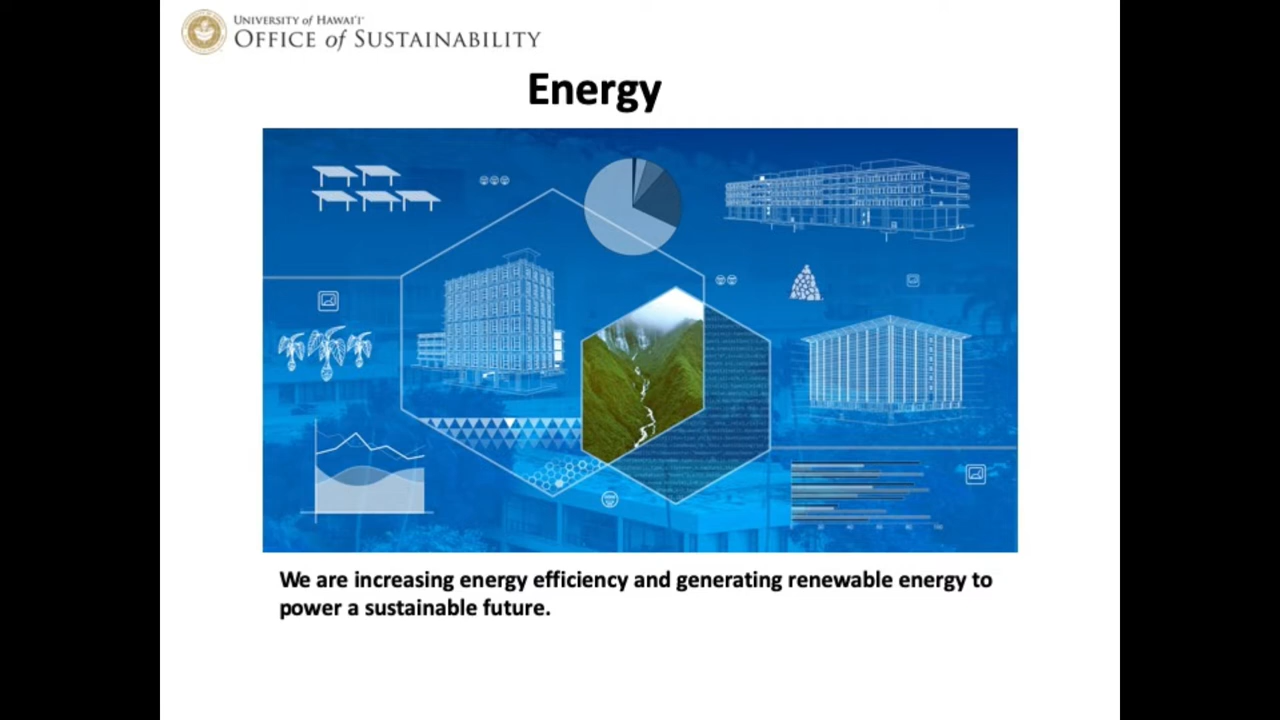 UNIVERSITY of HAWAIʻI
OFFICE of SUSTAINABILITY
Energy
We are increasing energy efficiency and generating renewable energy to
power a sustainable future.